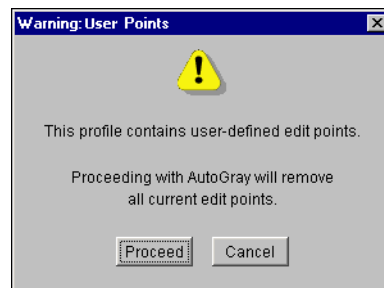 Warning: User Points
This profile contains user-defined edit points.
Proceeding with AutoGray will remove
all current edit points.
Proceed Cancel